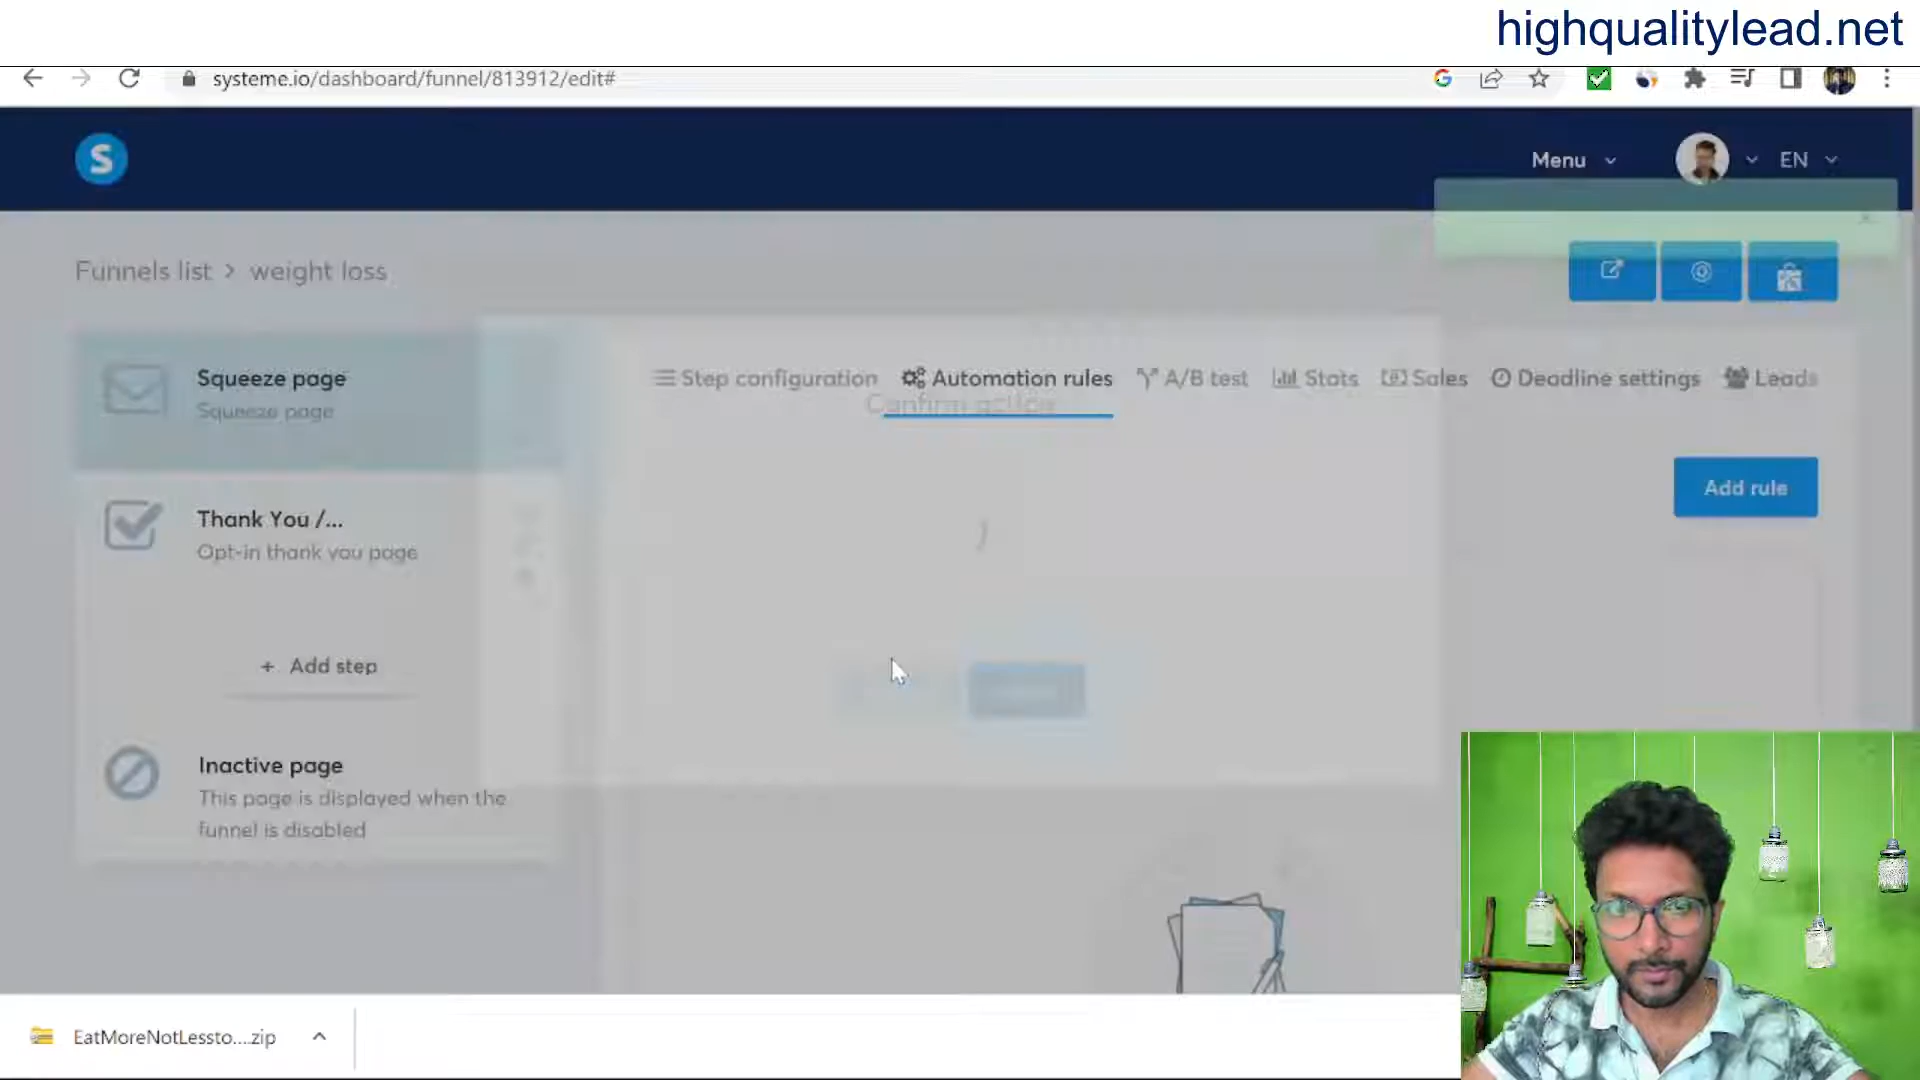 highqualitylead.net
systeme.io/dashboard/funnel/813912/edit#
S
Menu
EN
Funnels list > weight loss
Squeeze page
Squeeze page
Step configuration
Automation rules
A/B test
Stats
Sales
Deadline settings
Leads
Confirm action
Add rule
Thank You /...
Opt-in thank you page
+ Add step
Inactive page
This page is displayed when the
funnel is disabled
EatMoreNotLessto....zip